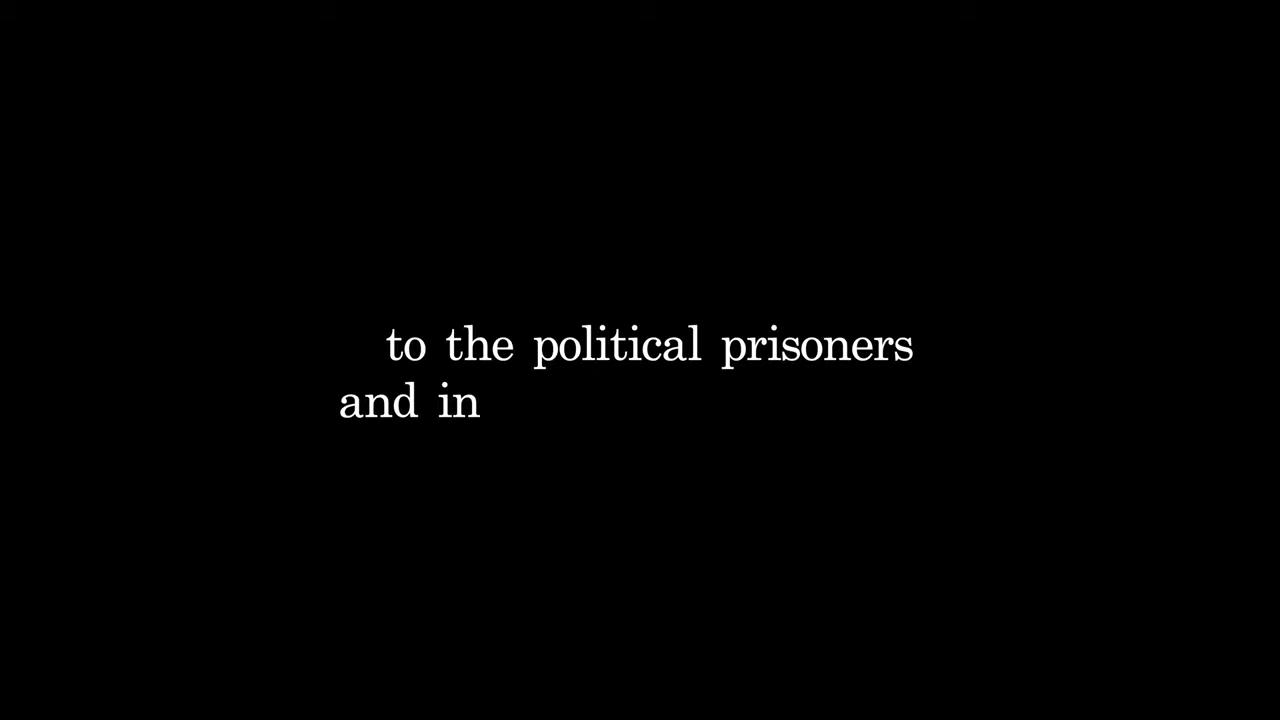 to the political prisoners
and in